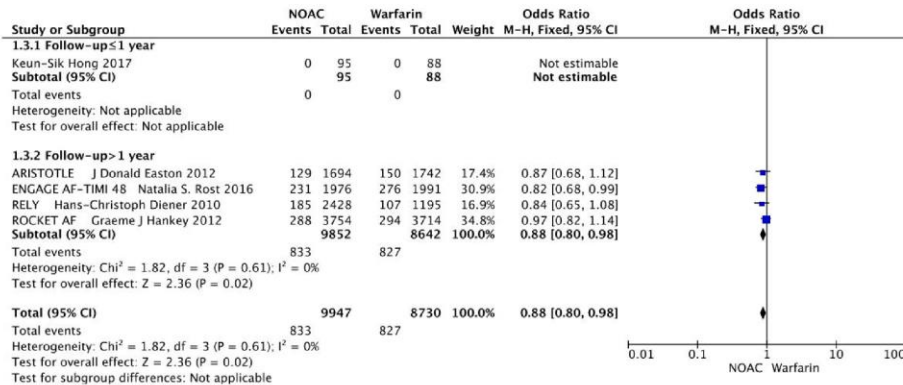 NOAC Warfarin Odds Ratio Odds Ratio
Study or Subgroup Events Total Events Total Weight M-H, Fixed, 95% CI M-H, Fixed, 95% CI
1.3.1 Follow-up≤1 year
Keun-Sik Hong 2017 0 95 0 88 Not estimable
Subtotal (95% CI) 95 88 Not estimable
Total events 0 0
Heterogeneity: Not applicable
Test for overall effect: Not applicable
1.3.2 Follow-up>1 year
ARISTOTLE J Donald Easton 2012 129 1694 150 1742 17.4% 0.87 [0.68, 1.12]
ENGAGE AF-TIMI 48 Natalia S. Rost 2016 231 1976 276 1991 30.9% 0.82 [0.68, 0.99]
RELY Hans-Christoph Diener 2010 185 2428 107 1195 16.9% 0.84 [0.65, 1.08]
ROCKET AF Graeme J Hankey 2012 288 3754 294 3714 34.8% 0.97 [0.82, 1.14]
Subtotal (95% CI) 9852 8642 100.0% 0.88 [0.80, 0.98]
Total events 833 827
Heterogeneity: Chi² = 1.82, df = 3 (P = 0.61); I² = 0%
Test for overall effect: Z = 2.36 (P = 0.02)
Total (95% CI) 9947 8730 100.0% 0.88 [0.80, 0.98]
Total events 833 827
Heterogeneity: Chi² = 1.82, df = 3 (P = 0.61); I² = 0%
Test for overall effect: Z = 2.36 (P = 0.02)
Test for subgroup differences: Not applicable
0.01 0.1 1 10 100
NOAC Warfarin